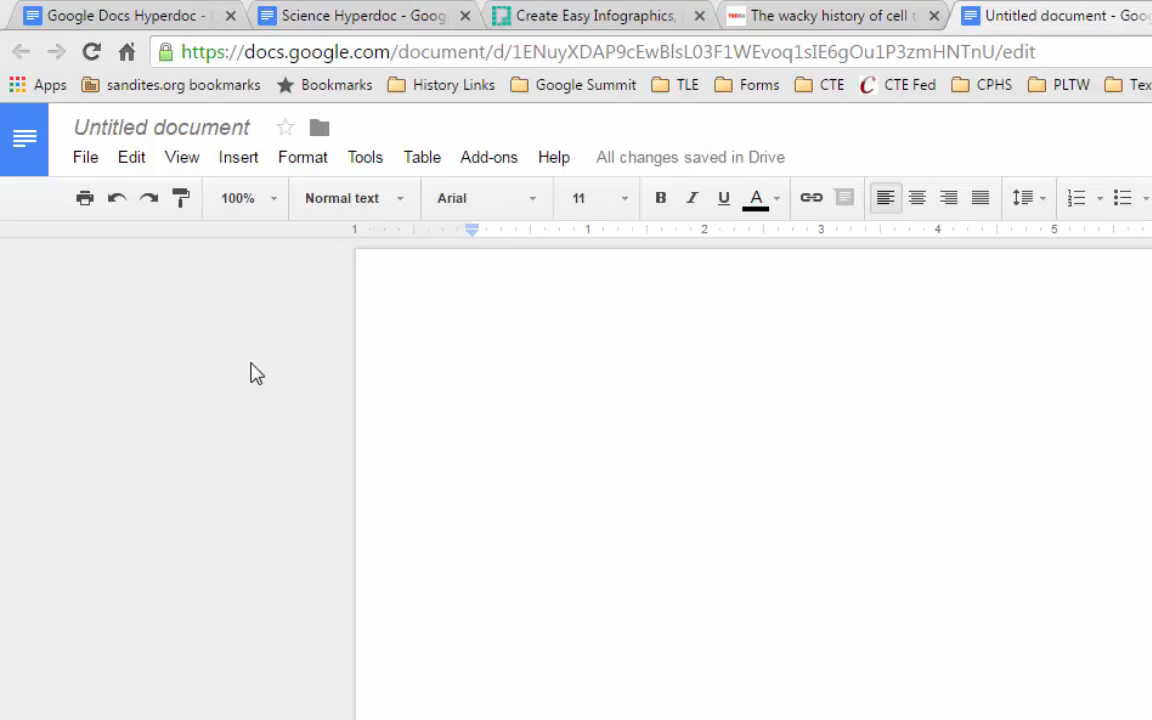 Google Docs Hyperdoc - Science Hyperdoc - Goog Create Easy Infographics, The wacky history of cell t Untitled document - Goo
https://docs.google.com/document/d/1ENuyXDAP9cEwBlsL03F1WEvoq1sIE6gOu1P3zmHNTnU/edit
Apps sandites.org bookmarks Bookmarks History Links Google Summit TLE Forms CTE CTE Fed CPHS PLTW Tex
Untitled document
File Edit View Insert Format Tools Table Add-ons Help All changes saved in Drive
100% Normal text Arial 11 B I U A
1 1 2 3 4 5